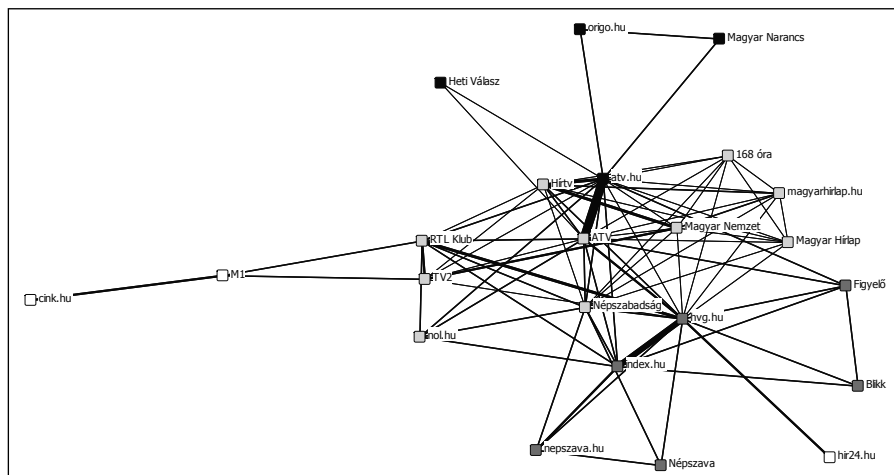 origo.hu
Magyar Narancs
Heti Válasz
168 óra
atv.hu
Hírtv
magyarhirlap.hu
Magyar Nemzet
ATV
RTL Klub
Magyar Hírlap
M1
TV2
Figyelő
cink.hu
Népszabadság
hvg.hu
nol.hu
index.hu
Blikk
nepszava.hu
hir24.hu
Népszava